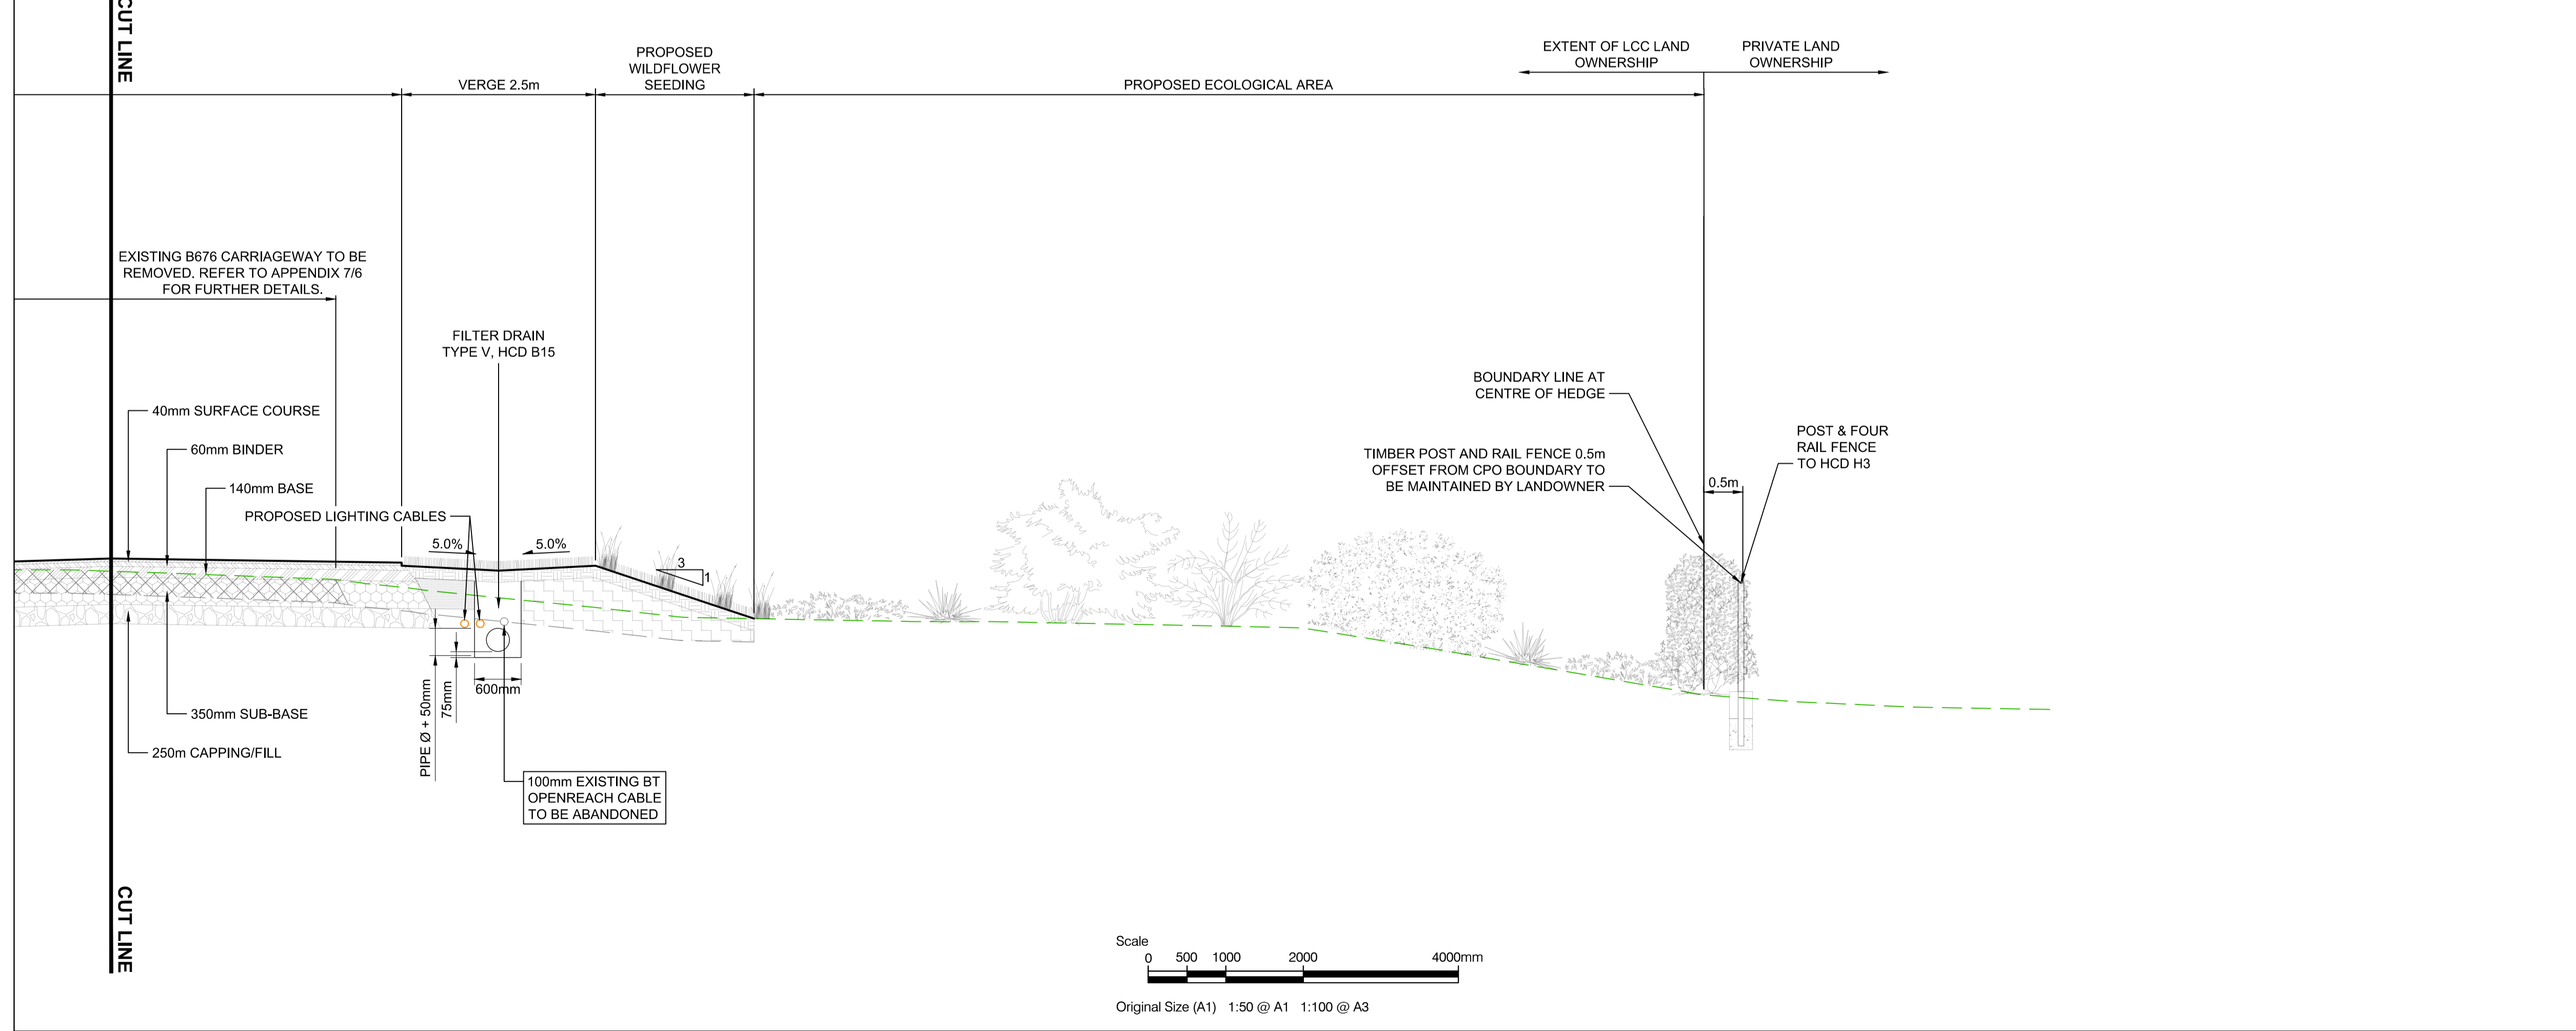 CUT LINE
PROPOSED
WILDFLOWER
SEEDING
VERGE 2.5m
PROPOSED ECOLOGICAL AREA
EXTENT OF LCC LAND
OWNERSHIP
PRIVATE LAND
OWNERSHIP
EXISTING B676 CARRIAGEWAY TO BE
REMOVED. REFER TO APPENDIX 7/6
FOR FURTHER DETAILS.
FILTER DRAIN
TYPE V, HCD B15
BOUNDARY LINE AT
CENTRE OF HEDGE
40mm SURFACE COURSE
60mm BINDER
140mm BASE
PROPOSED LIGHTING CABLES
TIMBER POST AND RAIL FENCE 0.5m
OFFSET FROM CPO BOUNDARY TO
BE MAINTAINED BY LANDOWNER
POST & FOUR
RAIL FENCE
TO HCD H3
0.5m
5.0%
5.0%
3
1
600mm
PIPE Ø + 50mm
75mm
350mm SUB-BASE
250m CAPPING/FILL
100mm EXISTING BT
OPENREACH CABLE
TO BE ABANDONED
CUT LINE
Scale
0 500 1000 2000 4000mm
Original Size (A1) 1:50 @ A1 1:100 @ A3